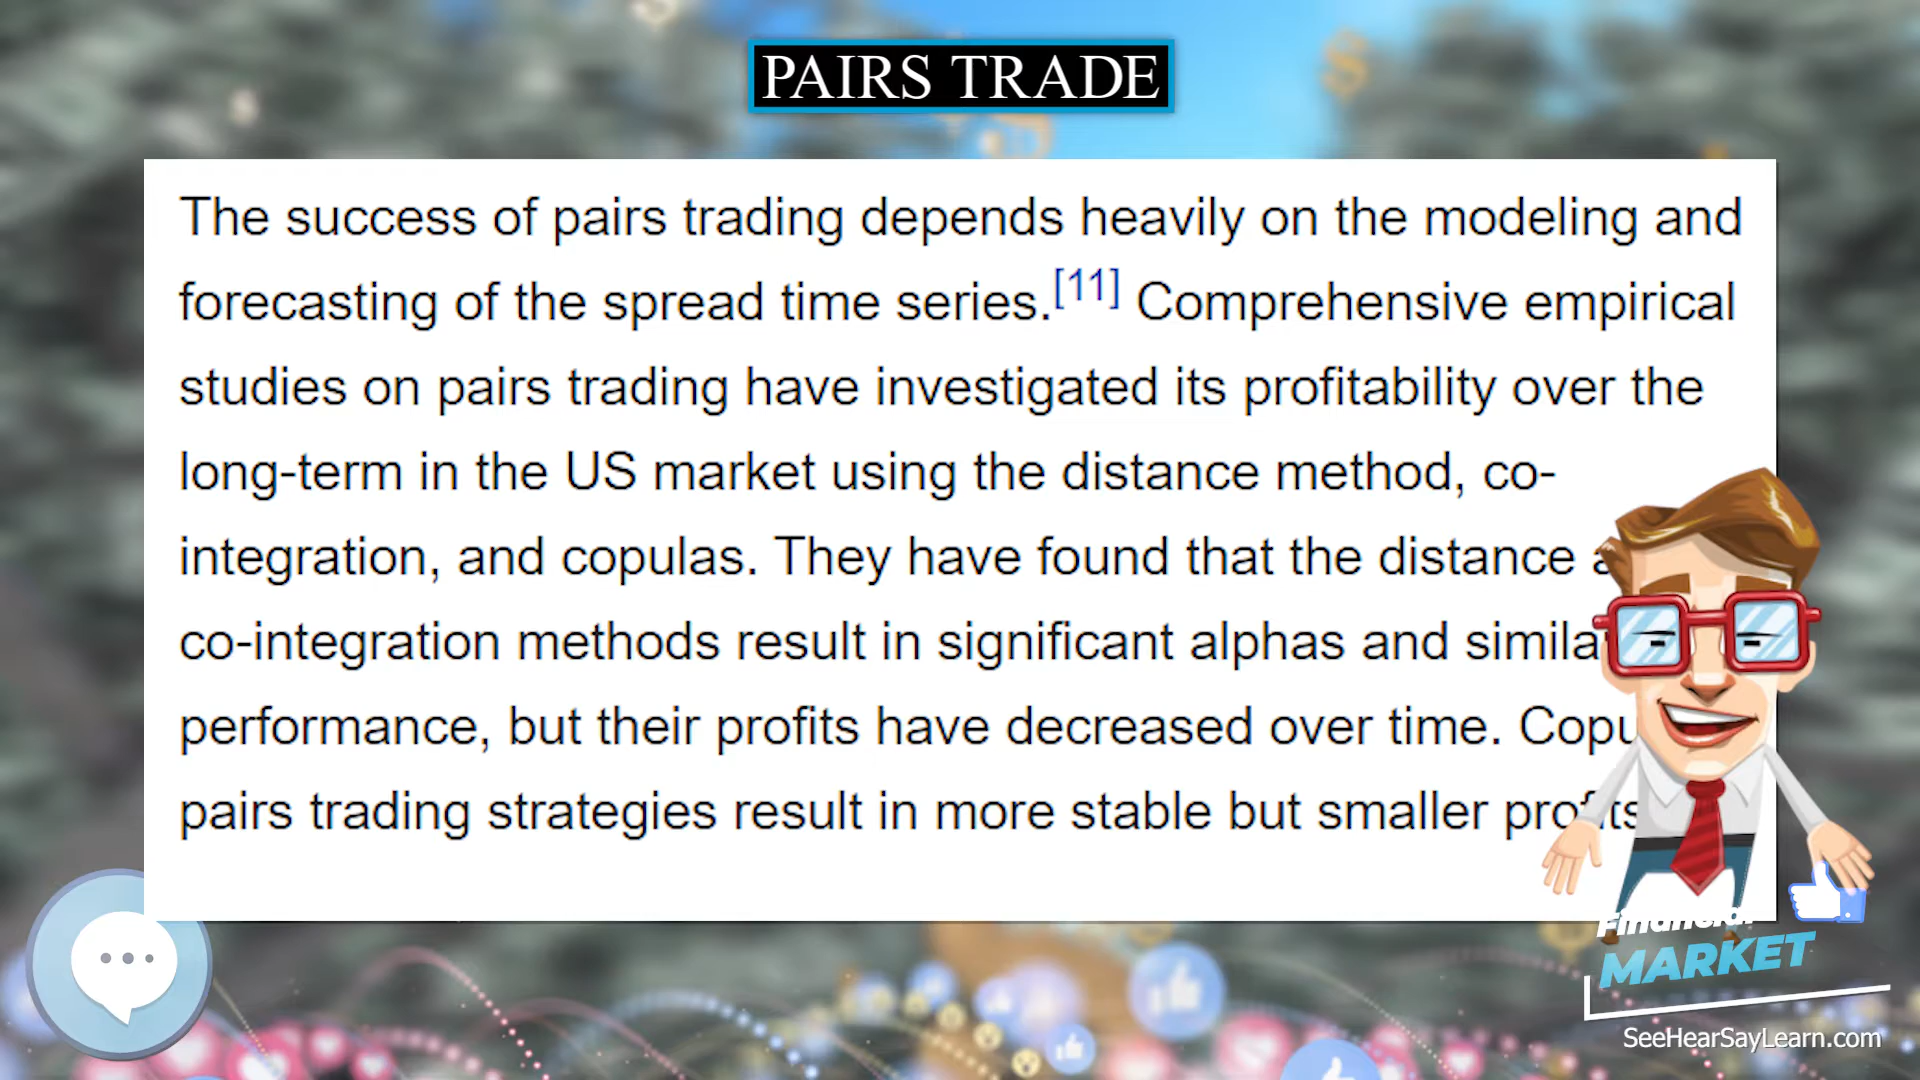 PAIRS TRADE
The success of pairs trading depends heavily on the modeling and
forecasting of the spread time series.[11] Comprehensive empirical
studies on pairs trading have investigated its profitability over the
long-term in the US market using the distance method, co-
integration, and copulas. They have found that the distance
co-integration methods result in significant alphas and
performance, but their profits have decreased over time.
pairs trading strategies result in more stable but smaller profits
Financial
MARKET
SeeHearSayLearn.com